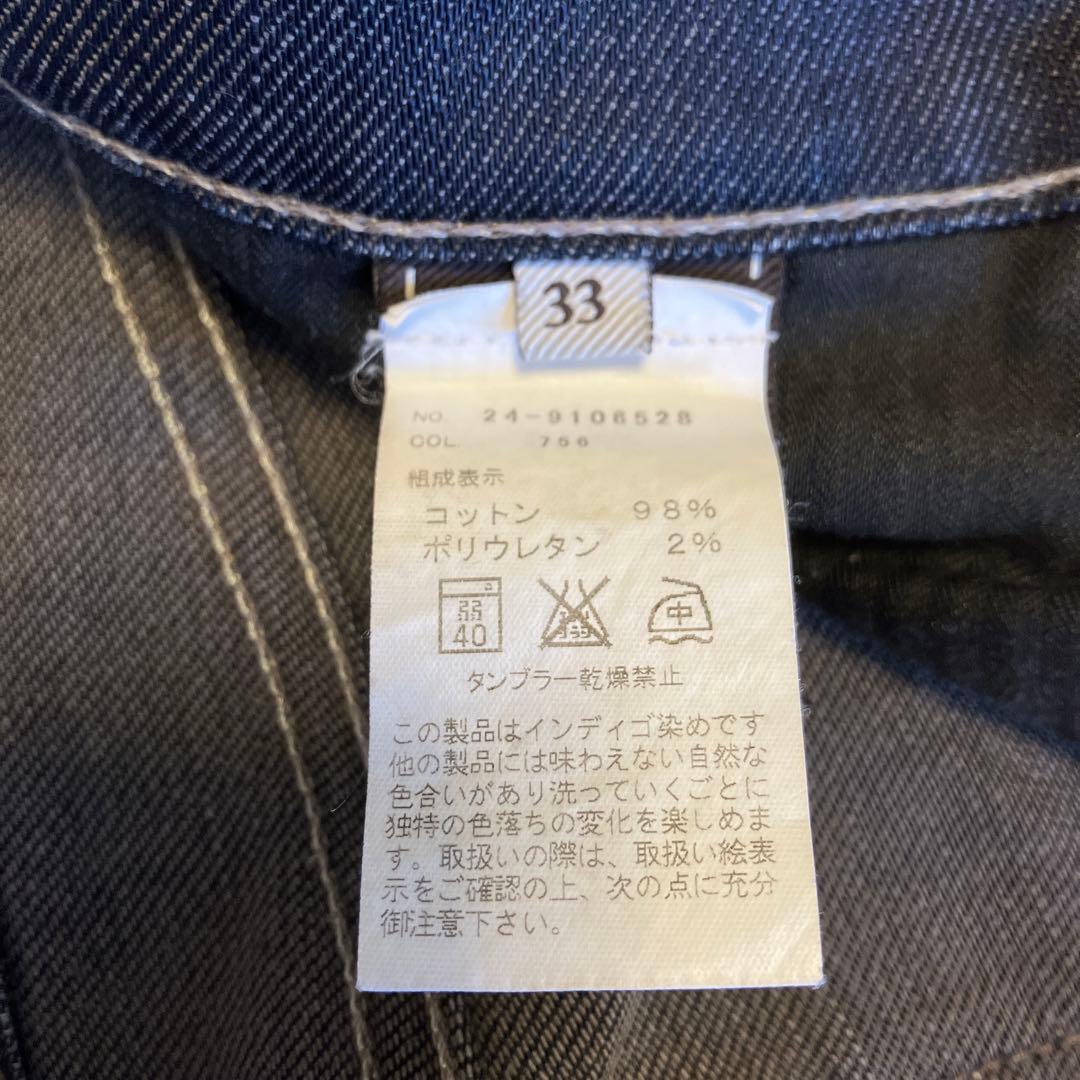 33
NO. 24-9106528
COL. 756
組成表示
コットン 98%
ポリウレタン 2%
弱 中
40
タンブラー乾燥禁止
この製品はインディゴ染めです
他の製品には味わえない自然な
色合いがあり洗っていくごとに
独特の色落ちの変化を楽しめま
す。取扱いの際は、取扱い絵表
示をご確認の上、次の点に充分
御注意下さい。